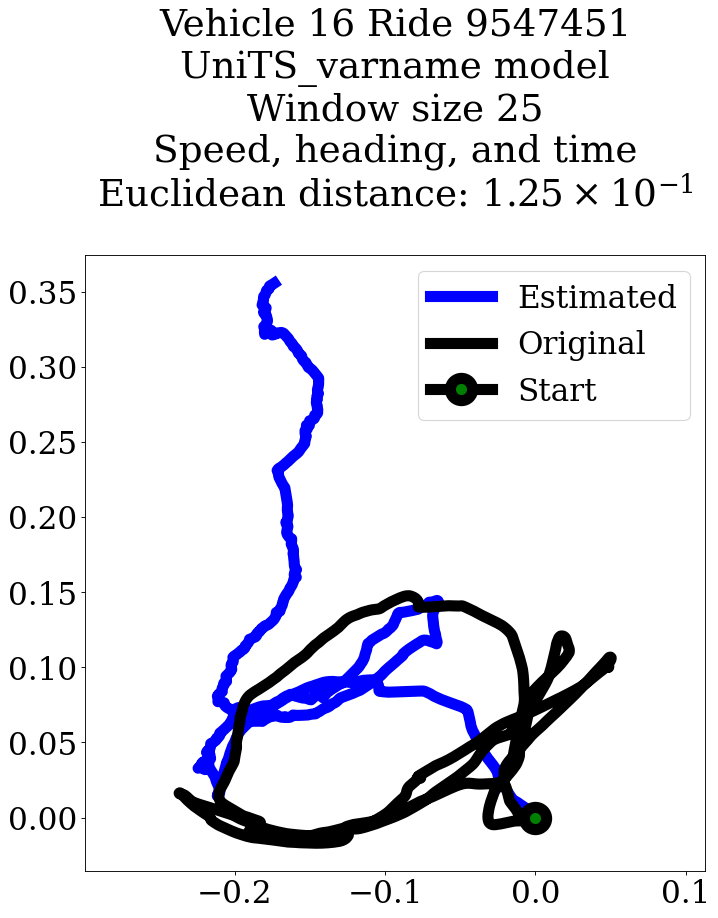 Vehicle 16 Ride 9547451
UniTS_varname model
Window size 25
Speed, heading, and time
Euclidean distance: 1.25 × 10⁻¹
Estimated
Original
Start
0.35
0.30
0.25
0.20
0.15
0.10
0.05
0.00
−0.2 −0.1 0.0 0.1